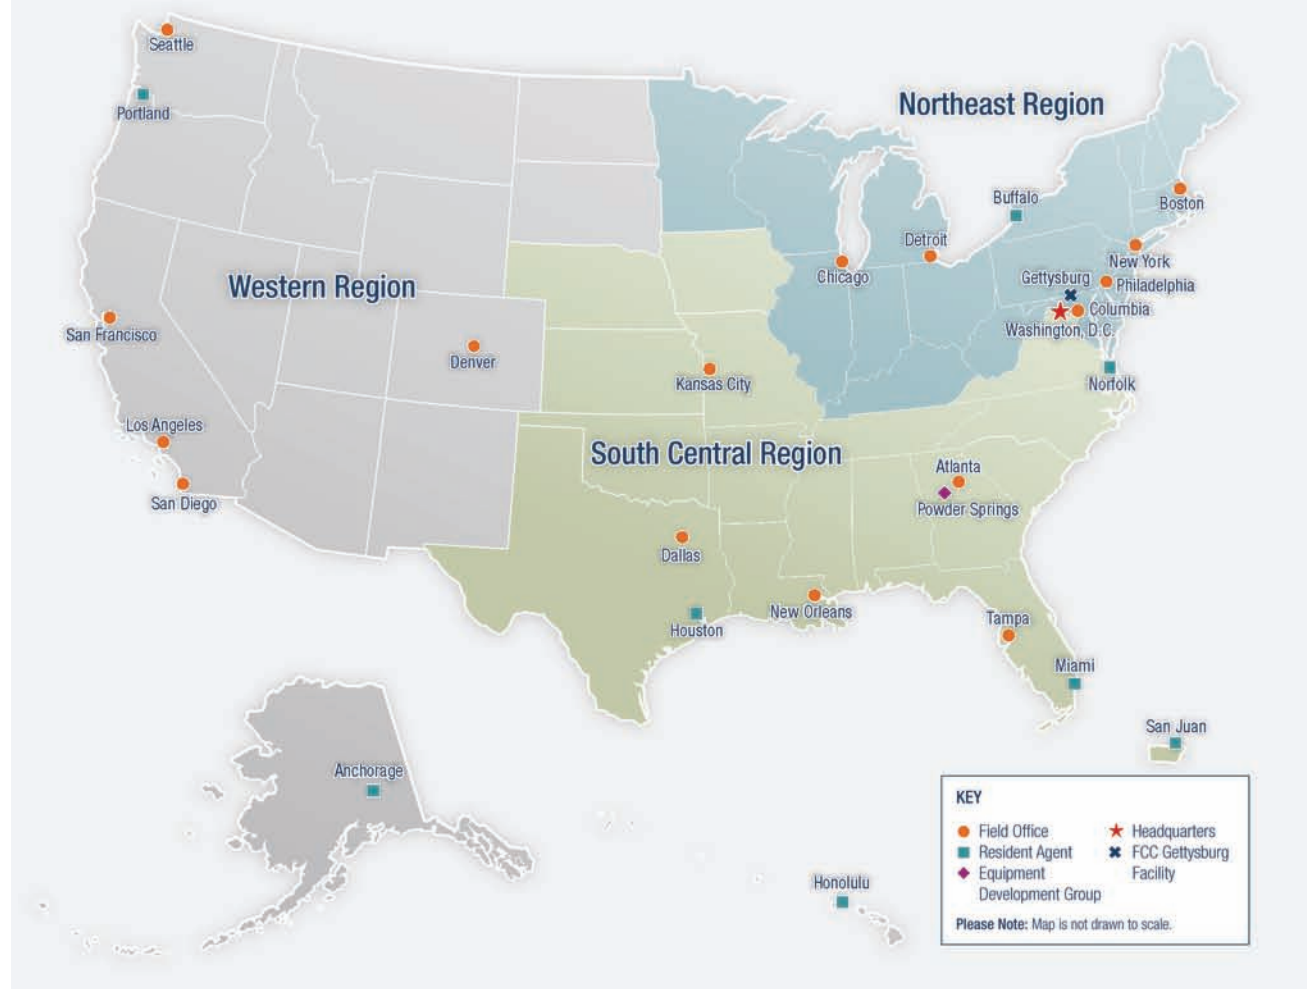 Seattle
Portland
Northeast Region
Buffalo
Boston
Detroit
New York
Chicago
Gettysburg
Philadelphia
Western Region
Columbia
Washington, D.C.
San Francisco
Denver
Kansas City
Norfolk
Los Angeles
South Central Region
Atlanta
San Diego
Powder Springs
Dallas
New Orleans
Houston
Tampa
Miami
San Juan
Anchorage
Honolulu
KEY
Field Office
Resident Agent
Equipment
Development Group
Headquarters
FCC Gettysburg
Facility
Please Note: Map is not drawn to scale.